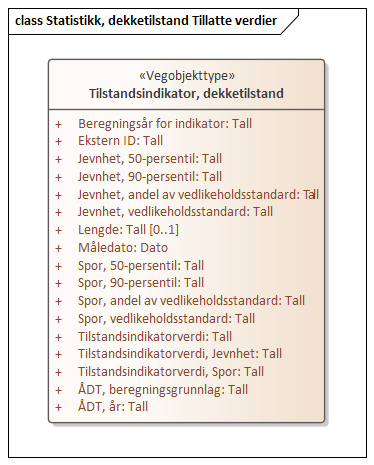 class Statistikk, dekketilstand Tillatte verdier
«Vegobjekttype»
Tilstandsindikator, dekketilstand
+ Beregningsår for indikator: Tall
+ Ekstern ID: Tall
+ Jevnhet, 50-persentil: Tall
+ Jevnhet, 90-persentil: Tall
+ Jevnhet, andel av vedlikeholdsstandard: Tall
+ Jevnhet, vedlikeholdsstandard: Tall
+ Lengde: Tall [0..1]
+ Måledato: Dato
+ Spor, 50-persentil: Tall
+ Spor, 90-persentil: Tall
+ Spor, andel av vedlikeholdsstandard: Tall
+ Spor, vedlikeholdsstandard: Tall
+ Tilstandsindikatorverdi: Tall
+ Tilstandsindikatorverdi, Jevnhet: Tall
+ Tilstandsindikatorverdi, Spor: Tall
+ ÅDT, beregningsgrunnlag: Tall
+ ÅDT, år: Tall